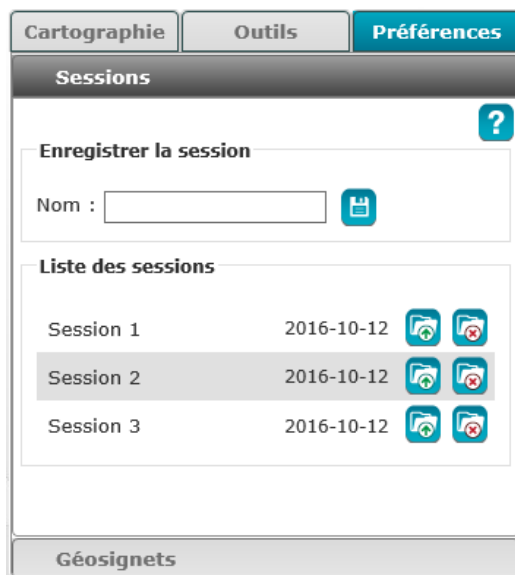 Cartographie Outils Préférences
Sessions
?
Enregistrer la session
Nom :
Liste des sessions
Session 1 2016-10-12
Session 2 2016-10-12
Session 3 2016-10-12
Géosignets